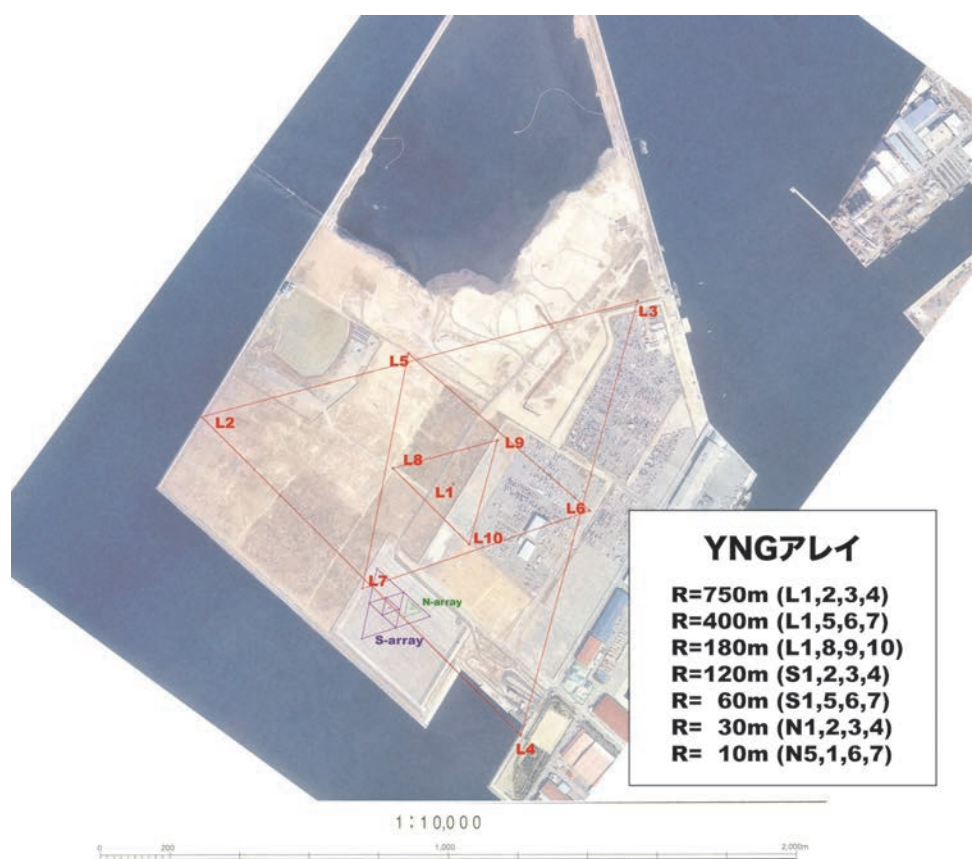 L3
L5
L2
L9
L8
L1
L6
L10
L7
N-array
S-array
L4
YNGアレイ
R=750m (L1,2,3,4)
R=400m (L1,5,6,7)
R=180m (L1,8,9,10)
R=120m (S1,2,3,4)
R= 60m (S1,5,6,7)
R= 30m (N1,2,3,4)
R= 10m (N5,1,6,7)
1:10,000
0 200 1,000 2,000m